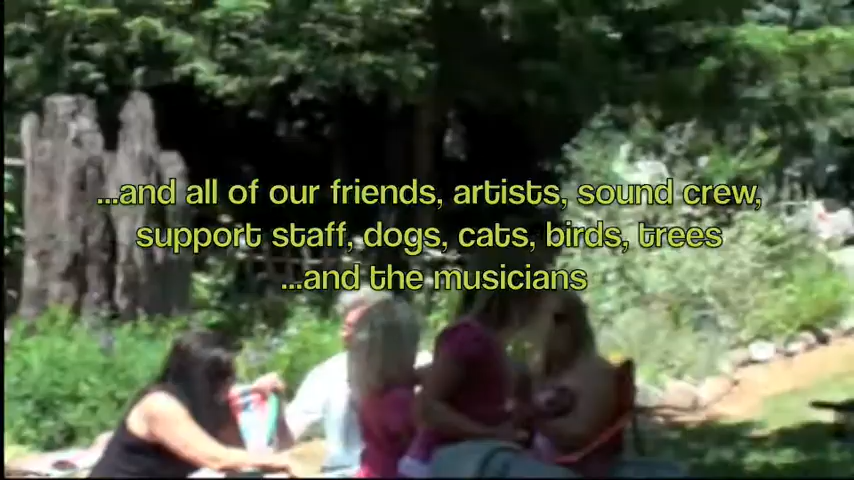 ...and all of our friends, artists, sound crew,
support staff, dogs, cats, birds, trees
...and the musicians